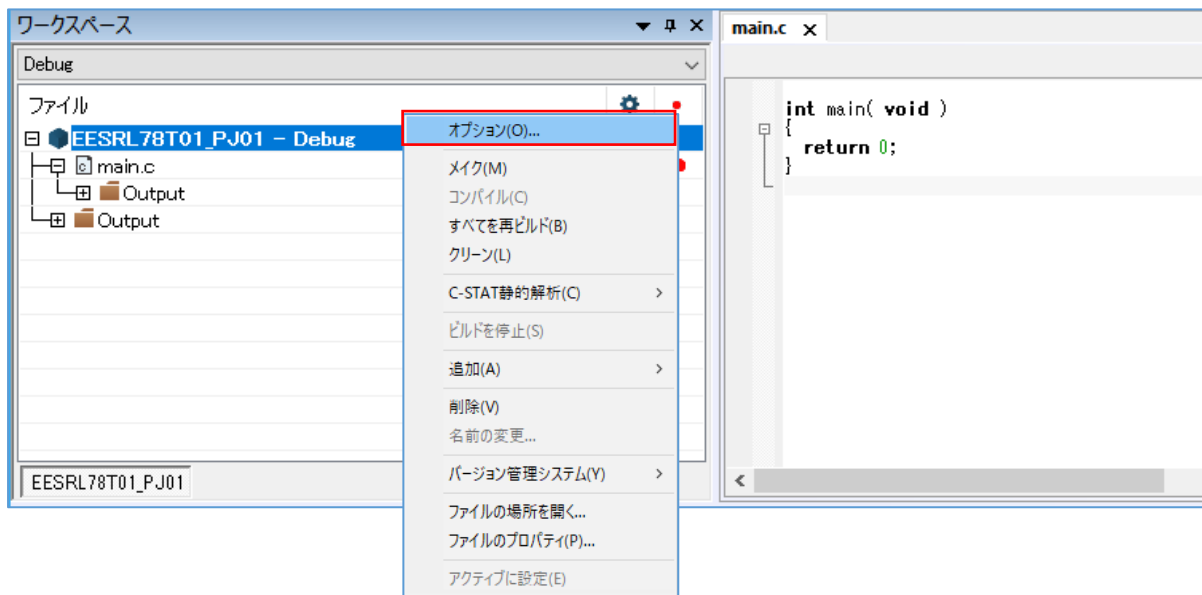 ワークスペース
Debug
ファイル
EESRL78T01_PJ01 - Debug
main.c
Output
Output
EESRL78T01_PJ01
オプション(O)...
メイク(M)
コンパイル(C)
すべてを再ビルド(B)
クリーン(L)
C-STAT静的解析(C)
ビルドを停止(S)
追加(A)
削除(V)
名前の変更...
バージョン管理システム(Y)
ファイルの場所を開く...
ファイルのプロパティ(P)...
アクティブに設定(E)
main.c
int main( void )
{
return 0;
}